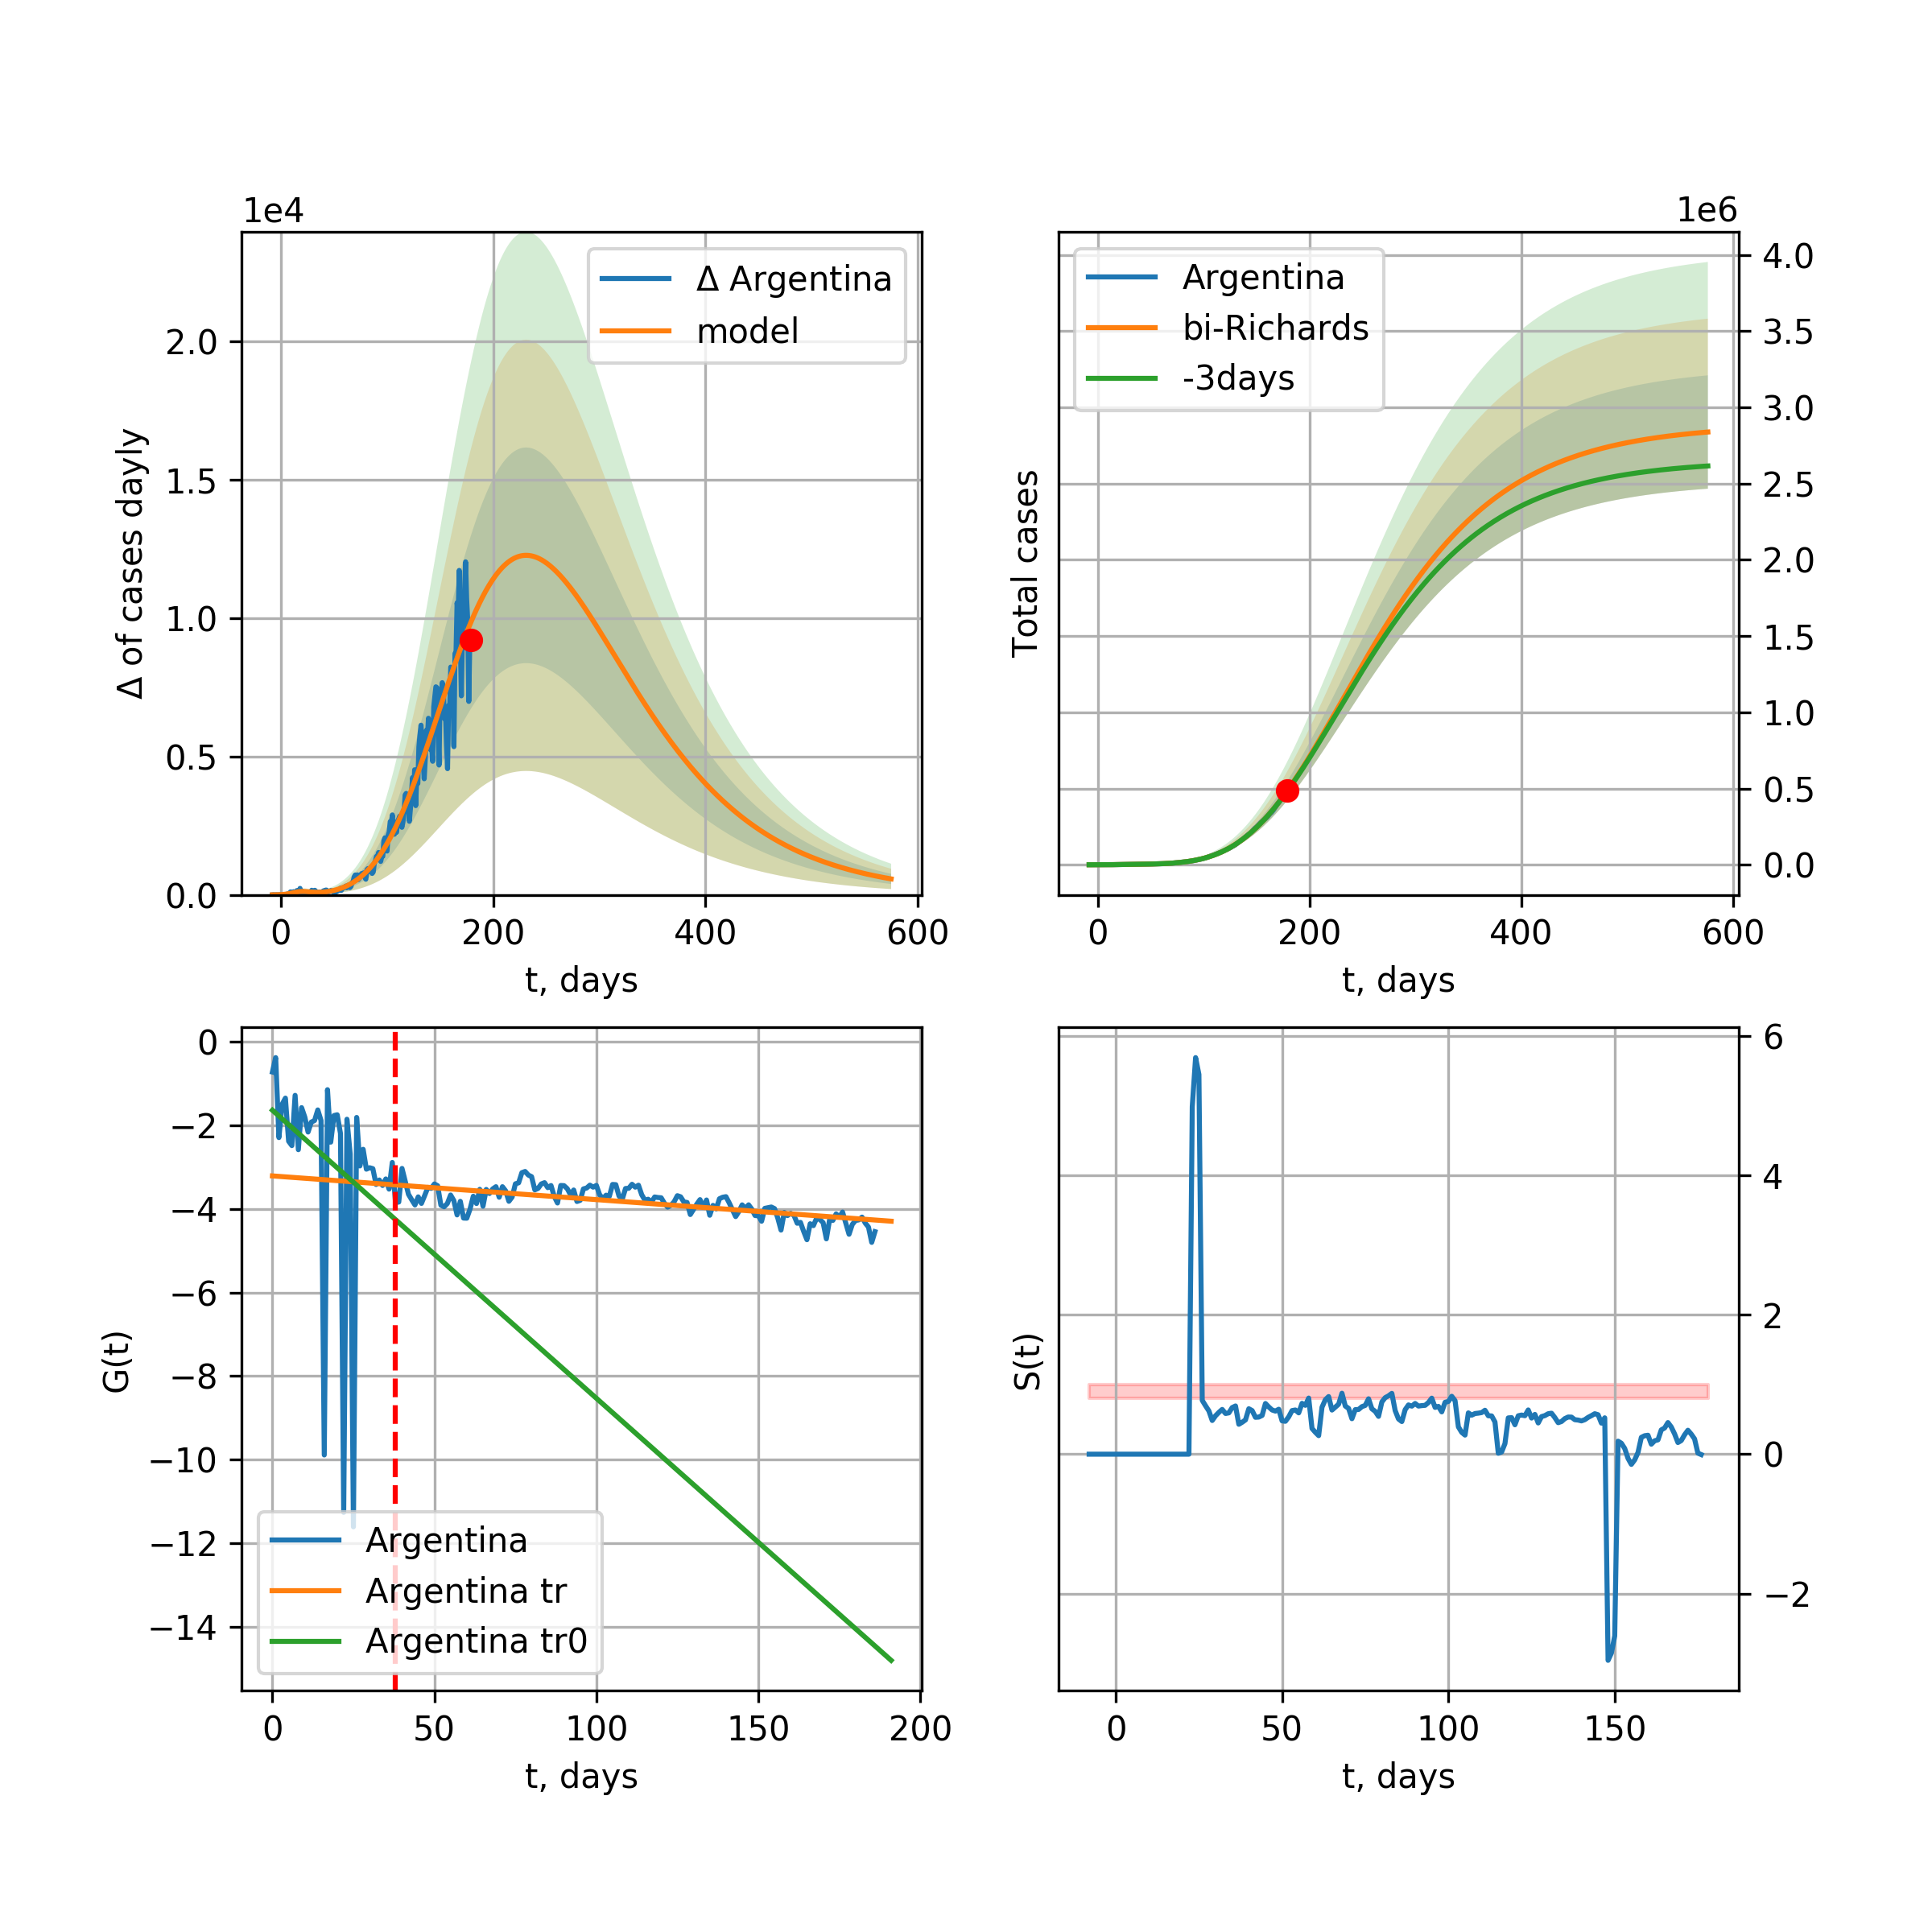 1e4
Δ Argentina
model
2.0
1.5
1.0
0.5
0.0
Δ of cases dayly
0 200 400 600
t, days
1e6
Argentina
bi-Richards
-3days
4.0
3.5
3.0
2.5
2.0
1.5
1.0
0.5
0.0
Total cases
0 200 400 600
t, days
0
−2
−4
−6
−8
−10
−12
−14
G(t)
Argentina
Argentina tr
Argentina tr0
0 50 100 150 200
t, days
6
4
2
0
−2
S(t)
0 50 100 150
t, days